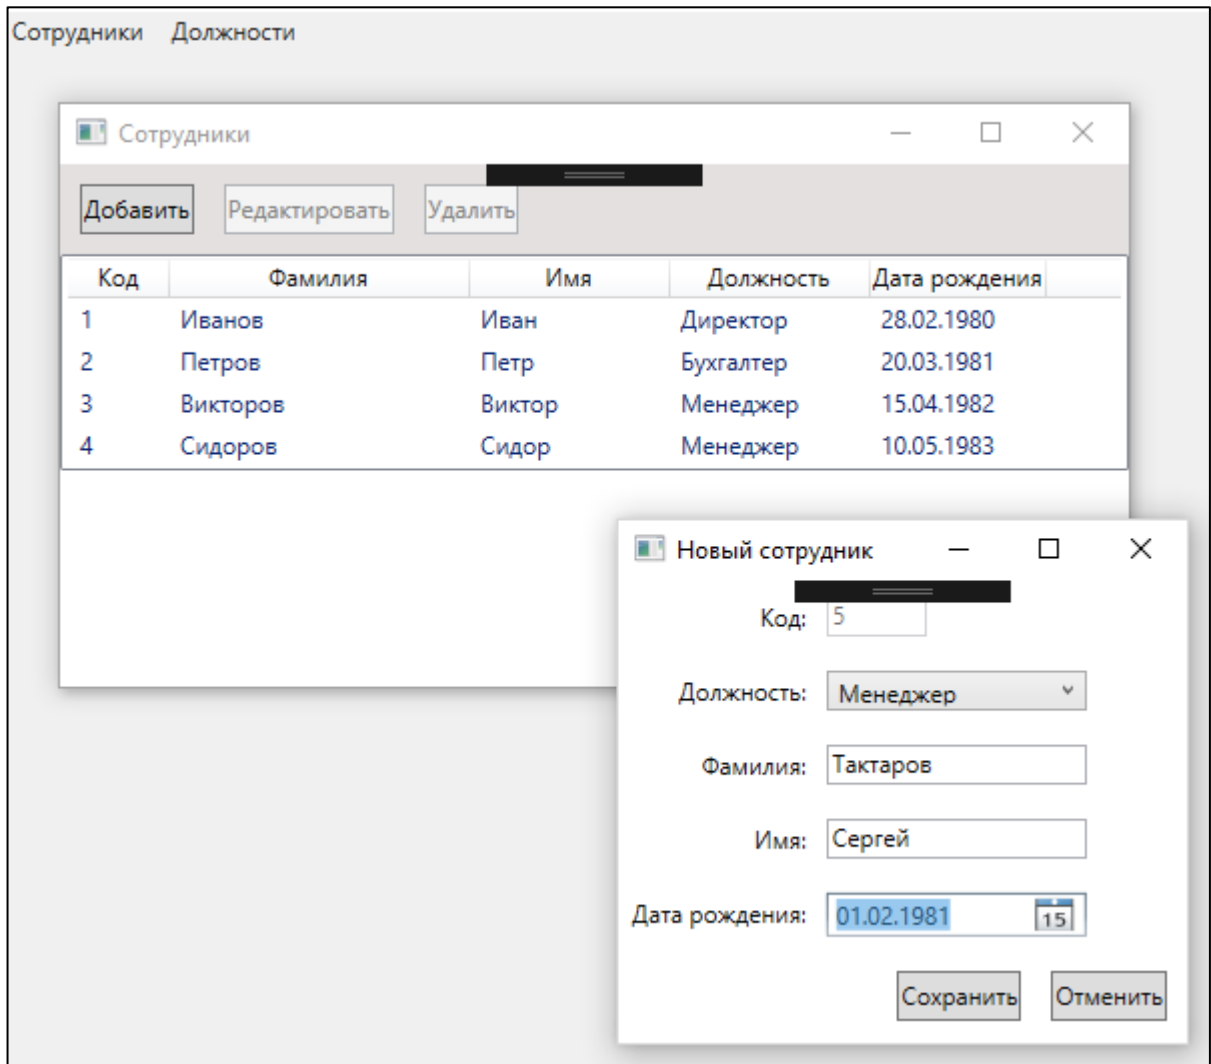 Сотрудники Должности
Сотрудники
Добавить Редактировать Удалить
Код Фамилия Имя Должность Дата рождения
1 Иванов Иван Директор 28.02.1980
2 Петров Петр Бухгалтер 20.03.1981
3 Викторов Виктор Менеджер 15.04.1982
4 Сидоров Сидор Менеджер 10.05.1983
Новый сотрудник
Код: 5
Должность: Менеджер
Фамилия: Тактаров
Имя: Сергей
Дата рождения: 01.02.1981 15
Сохранить Отменить